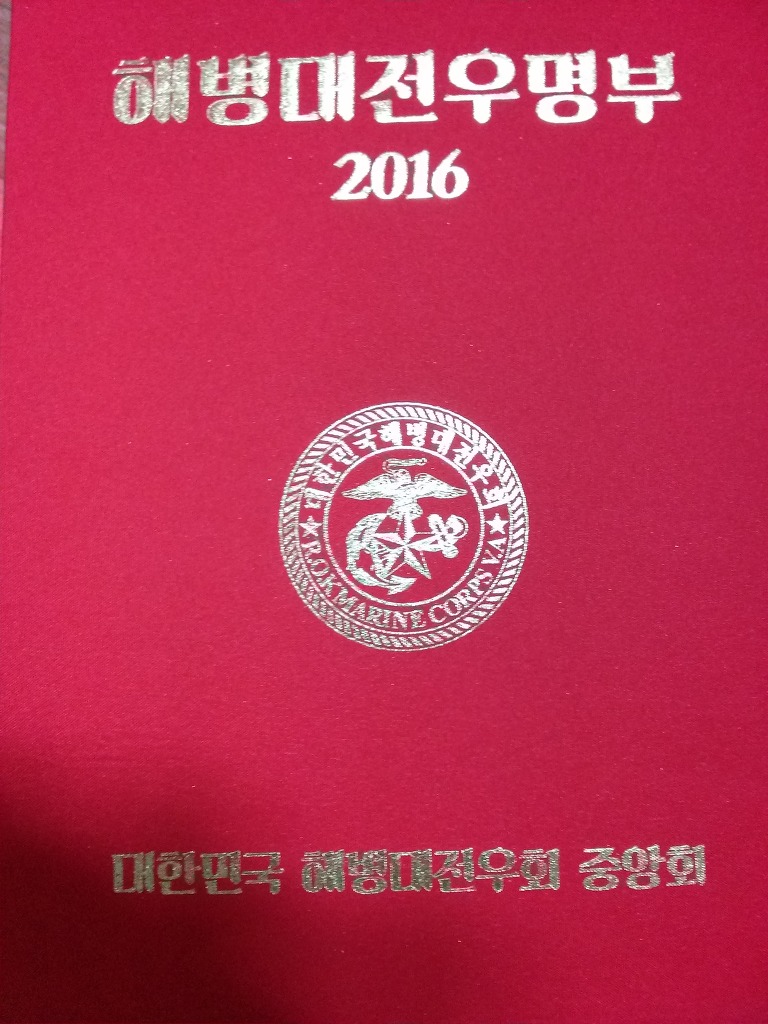 해병대전우명부
2016
대한민국해병대전우회
★ R.O.K MARINE CORPS VA ★
대한민국 해병대전우회 중앙회